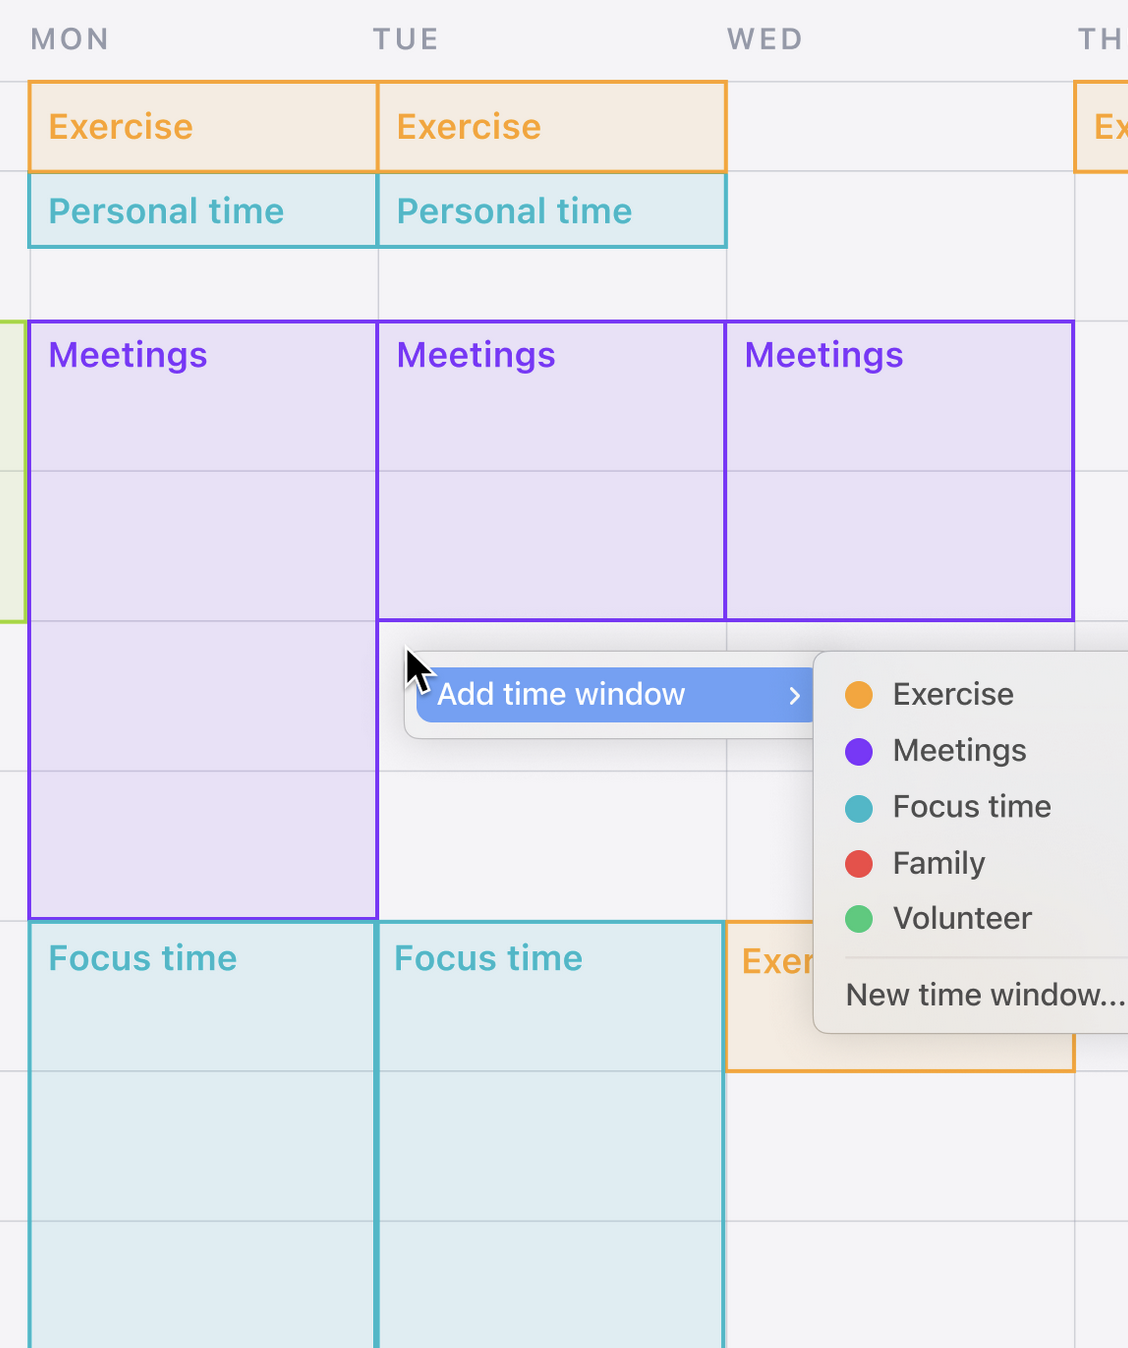 MON TUE WED TH
Exercise Exercise Ex
Personal time Personal time
Meetings Meetings Meetings
Add time window
Exercise
Meetings
Focus time
Family
Volunteer
New time window...
Focus time Focus time Exer